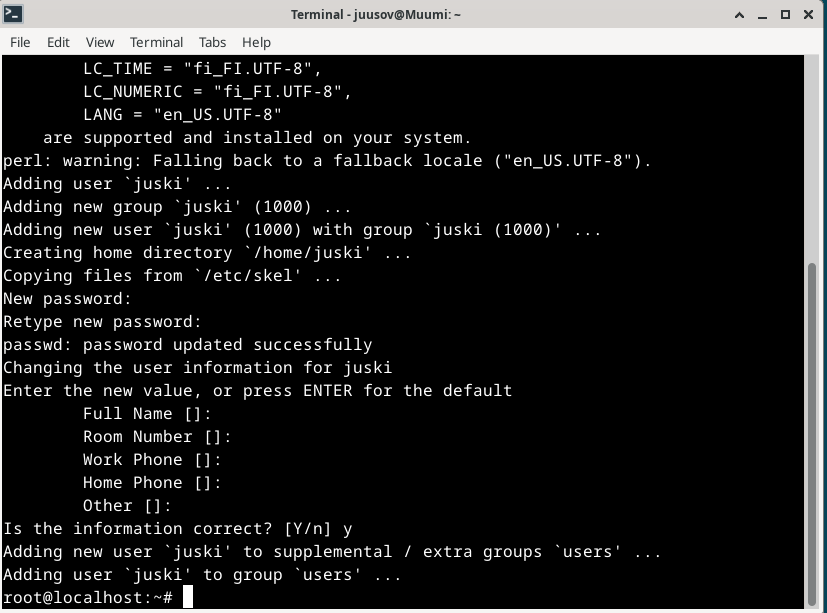 Terminal - juusov@Muumi: ~
File Edit View Terminal Tabs Help
LC_TIME = "fi_FI.UTF-8",
LC_NUMERIC = "fi_FI.UTF-8",
LANG = "en_US.UTF-8"
are supported and installed on your system.
perl: warning: Falling back to a fallback locale ("en_US.UTF-8").
Adding user `juski' ...
Adding new group `juski' (1000) ...
Adding new user `juski' (1000) with group `juski (1000)' ...
Creating home directory `/home/juski' ...
Copying files from `/etc/skel' ...
New password:
Retype new password:
passwd: password updated successfully
Changing the user information for juski
Enter the new value, or press ENTER for the default
Full Name []:
Room Number []:
Work Phone []:
Home Phone []:
Other []:
Is the information correct? [Y/n] y
Adding new user `juski' to supplemental / extra groups `users' ...
Adding user `juski' to group `users' ...
root@localhost:~#